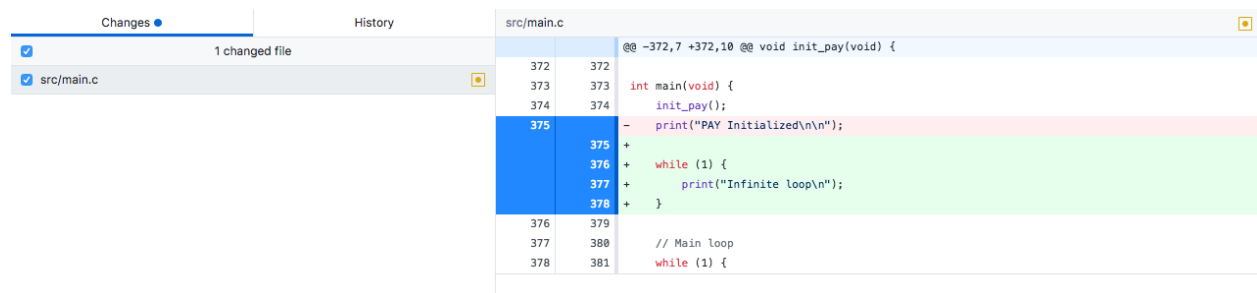 Changes
History
1 changed file
src/main.c
src/main.c
@@ -372,7 +372,10 @@ void init_pay(void) {
372 372
373 373 int main(void) {
374 374     init_pay();
375 -     print("PAY Initialized\n\n");
375 +
376 +     while (1) {
377 +         print("Infinite loop\n");
378 +     }
376 379
377 380     // Main loop
378 381     while (1) {